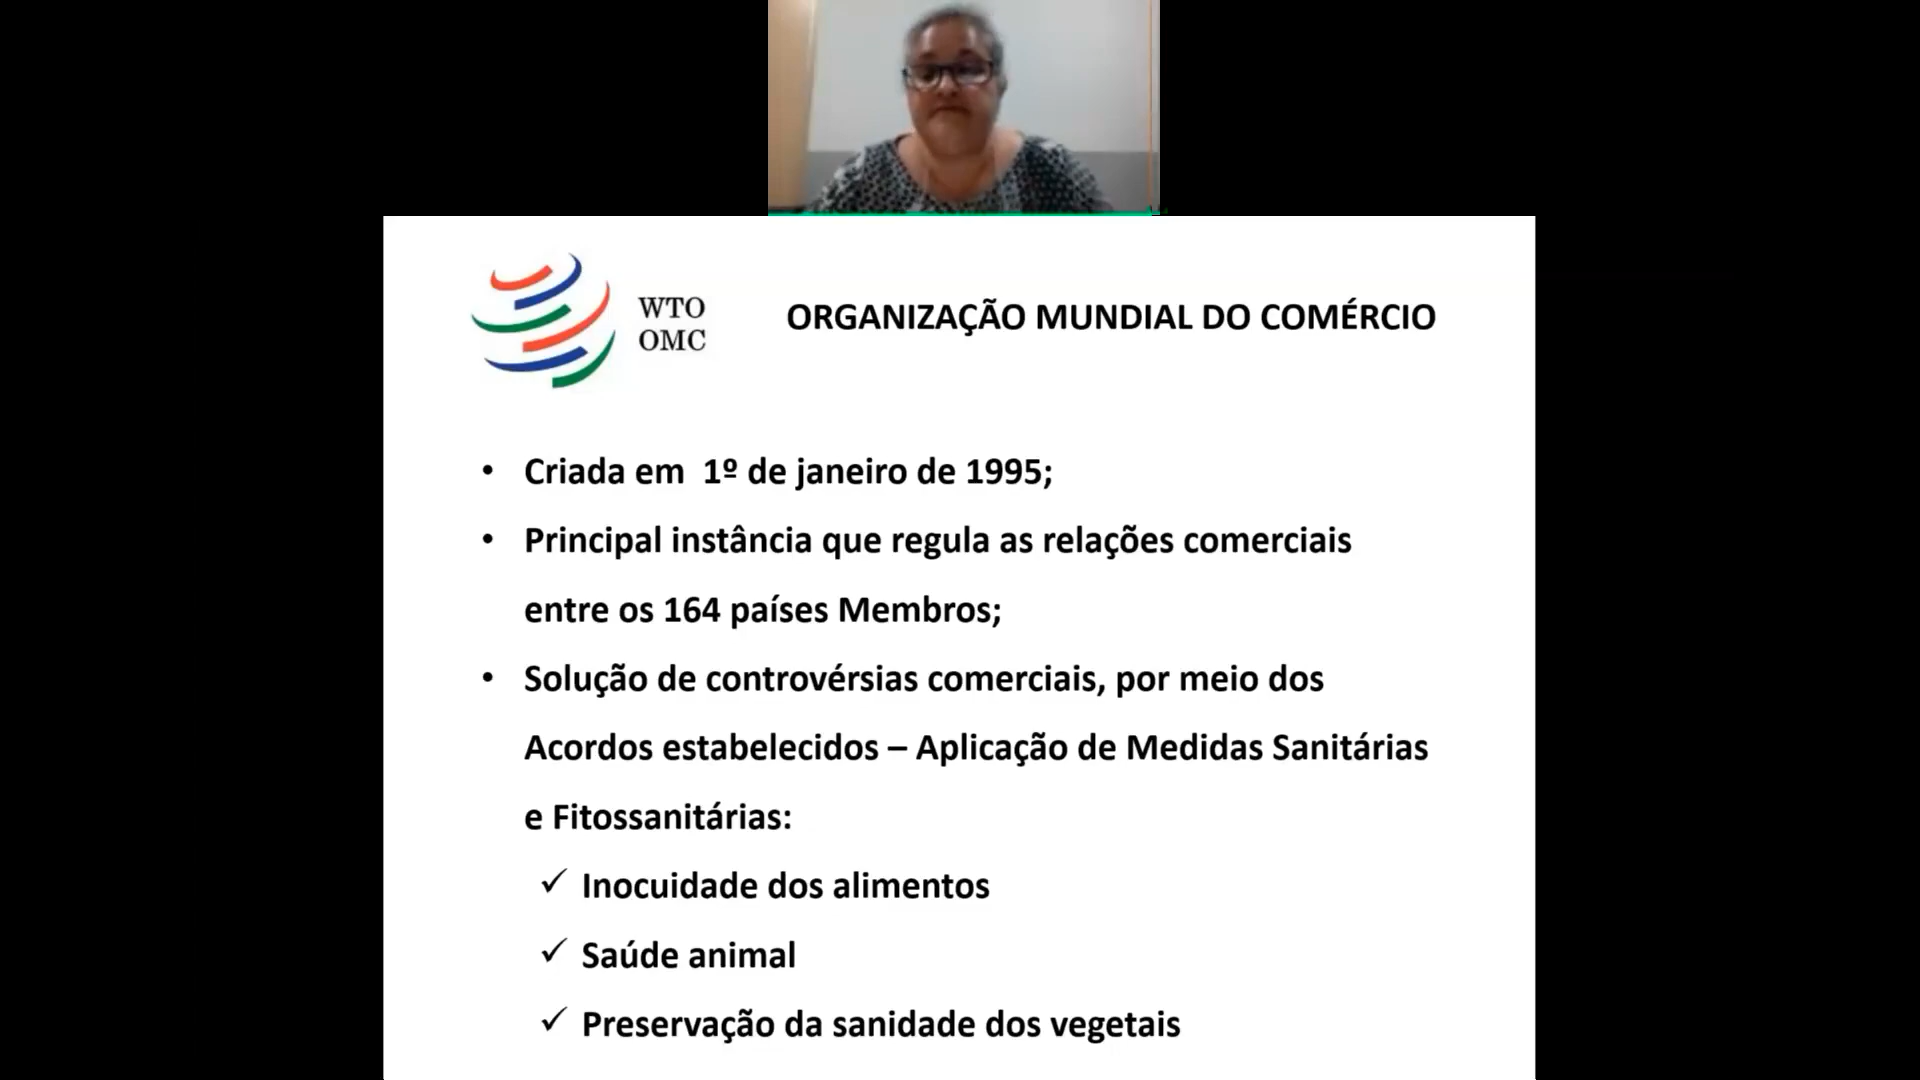 WTO
OMC
ORGANIZAÇÃO MUNDIAL DO COMÉRCIO
• Criada em  1º de janeiro de 1995;
• Principal instância que regula as relações comerciais
entre os 164 países Membros;
• Solução de controvérsias comerciais, por meio dos
Acordos estabelecidos – Aplicação de Medidas Sanitárias
e Fitossanitárias:
✓ Inocuidade dos alimentos
✓ Saúde animal
✓ Preservação da sanidade dos vegetais